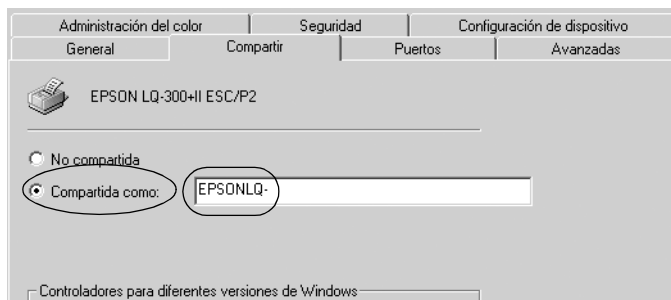 Administración del color Seguridad Configuración de dispositivo
General Compartir Puertos Avanzadas
EPSON LQ-300+II ESC/P2
No compartida
Compartida como: EPSONLQ-
Controladores para diferentes versiones de Windows